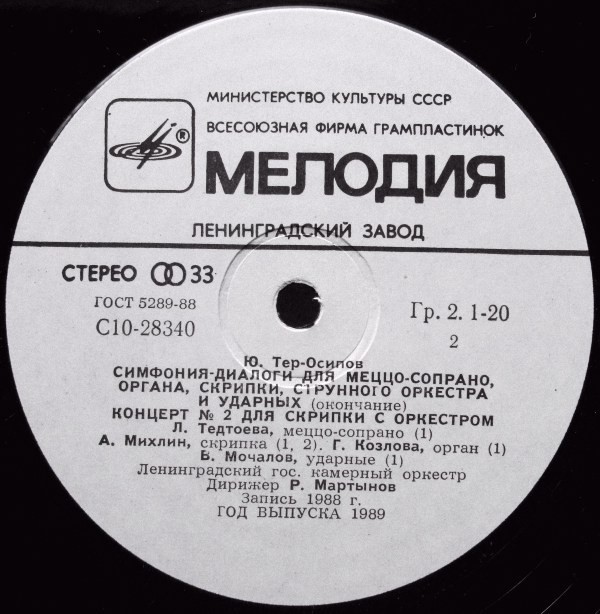 МИНИСТЕРСТВО КУЛЬТУРЫ СССР
ВСЕСОЮЗНАЯ ФИРМА ГРАМПЛАСТИНОК
®
МЕЛОДИЯ
ЛЕНИНГРАДСКИЙ ЗАВОД
СТЕРЕО 33
ГОСТ 5289-88
С10-28340
Гр. 2. 1-20
2
Ю. Тер-Осипов
СИМФОНИЯ-ДИАЛОГИ ДЛЯ МЕЦЦО-СОПРАНО,
ОРГАНА, СКРИПКИ, СТРУННОГО ОРКЕСТРА
И УДАРНЫХ (окончание)
КОНЦЕРТ № 2 ДЛЯ СКРИПКИ С ОРКЕСТРОМ
Л. Тедтоева, меццо-сопрано (1)
А. Михлин, скрипка (1, 2). Г. Козлова, орган (1)
В. Мочалов, ударные (1)
Ленинградский гос. камерный оркестр
Дирижер Р. Мартынов
Запись 1988 г.
ГОД ВЫПУСКА 1989